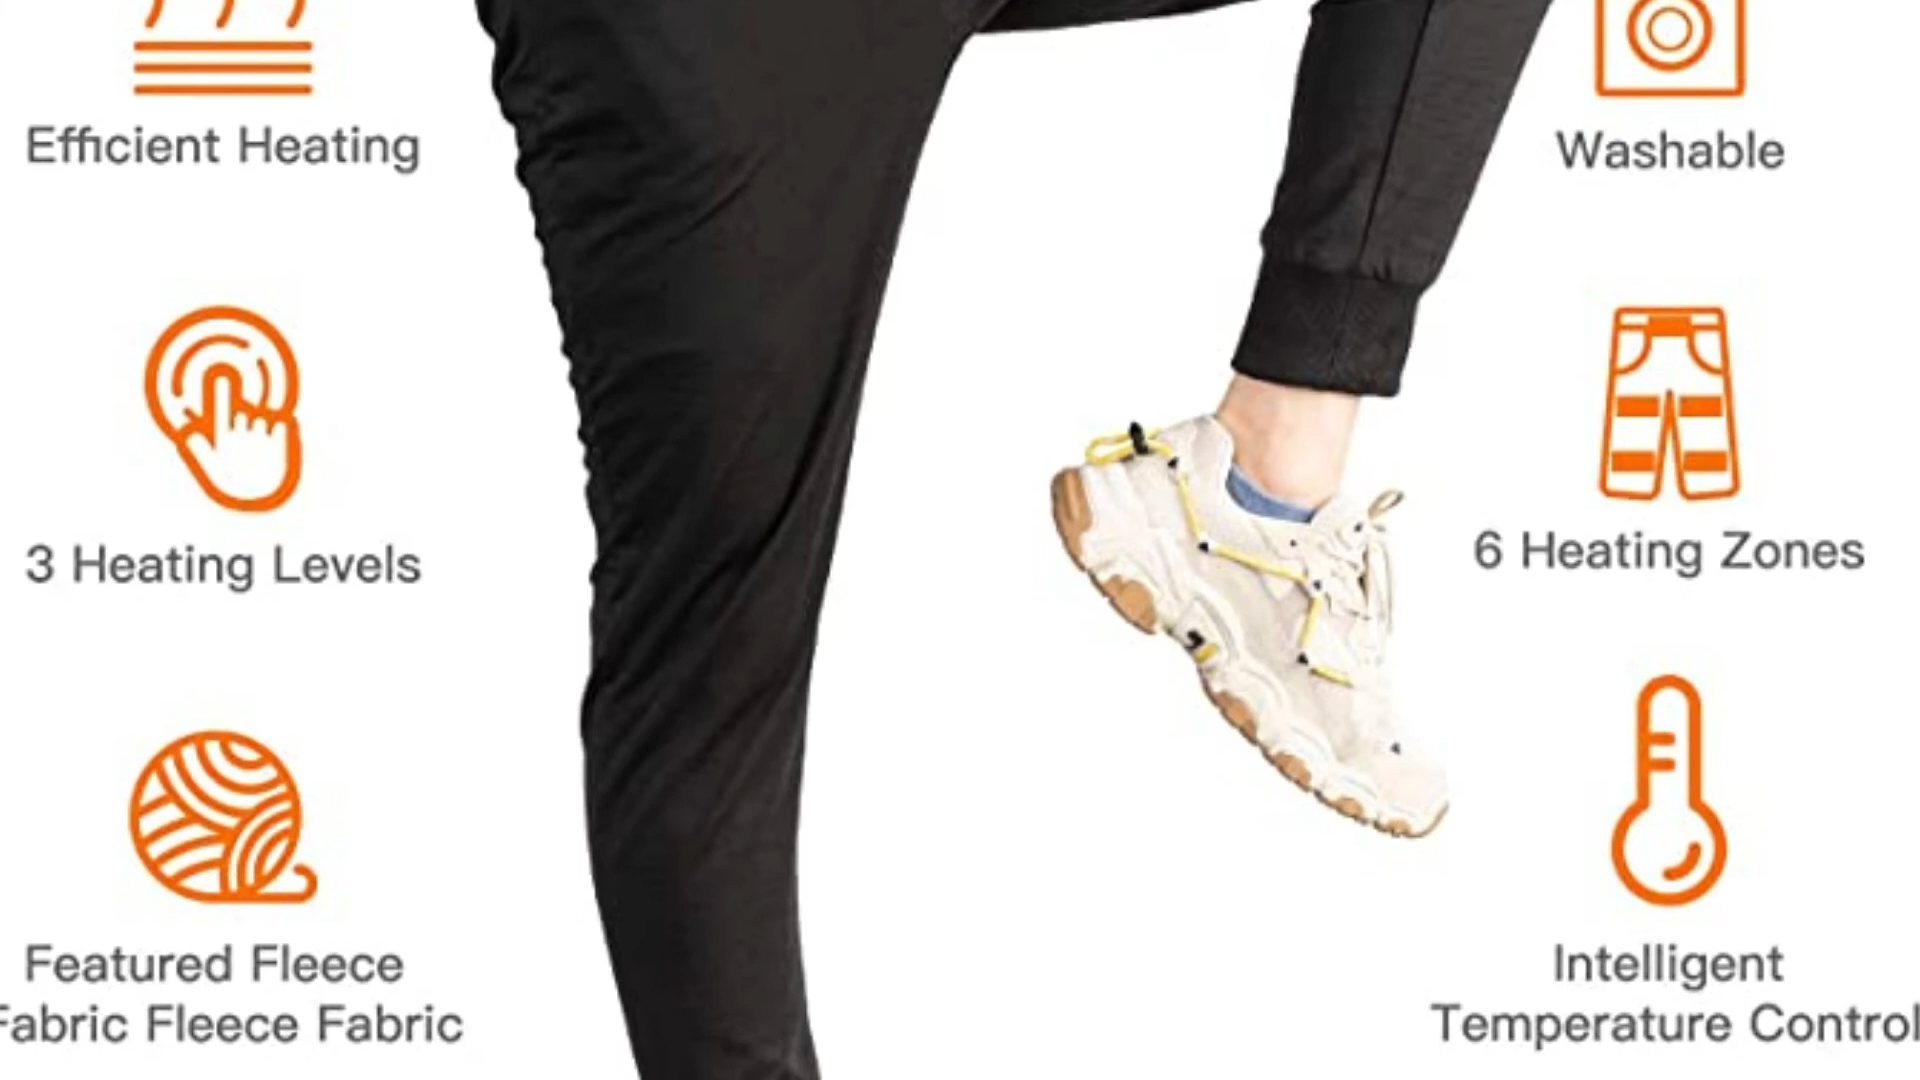 Efficient Heating
Washable
3 Heating Levels
6 Heating Zones
Featured Fleece
Fabric Fleece Fabric
Intelligent
Temperature Control